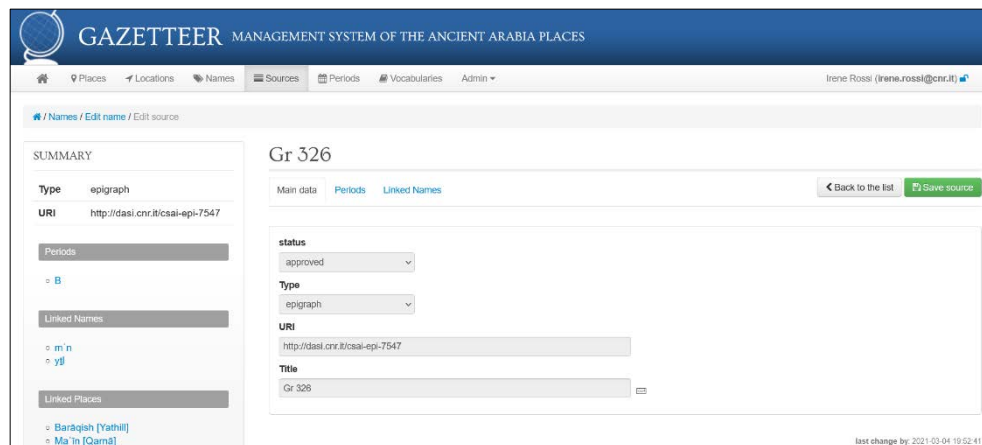 GAZETTEER MANAGEMENT SYSTEM OF THE ANCIENT ARABIA PLACES
Places Locations Names Sources Periods Vocabularies Admin Irene Rossi (irene.rossi@cnr.it)
/ Names / Edit name / Edit source
SUMMARY
Type epigraph
URI http://dasi.cnr.it/csai-epi-7547
Periods
B
Linked Names
mʿn
yṯl
Linked Places
Barāqish [Yathill]
Maʿīn [Qarnā]
Gr 326
Main data Periods Linked Names Back to the list Save source
status
approved
Type
epigraph
URI
http://dasi.cnr.it/csai-epi-7547
Title
Gr 326
last change by: 2021-03-04 19:52:41